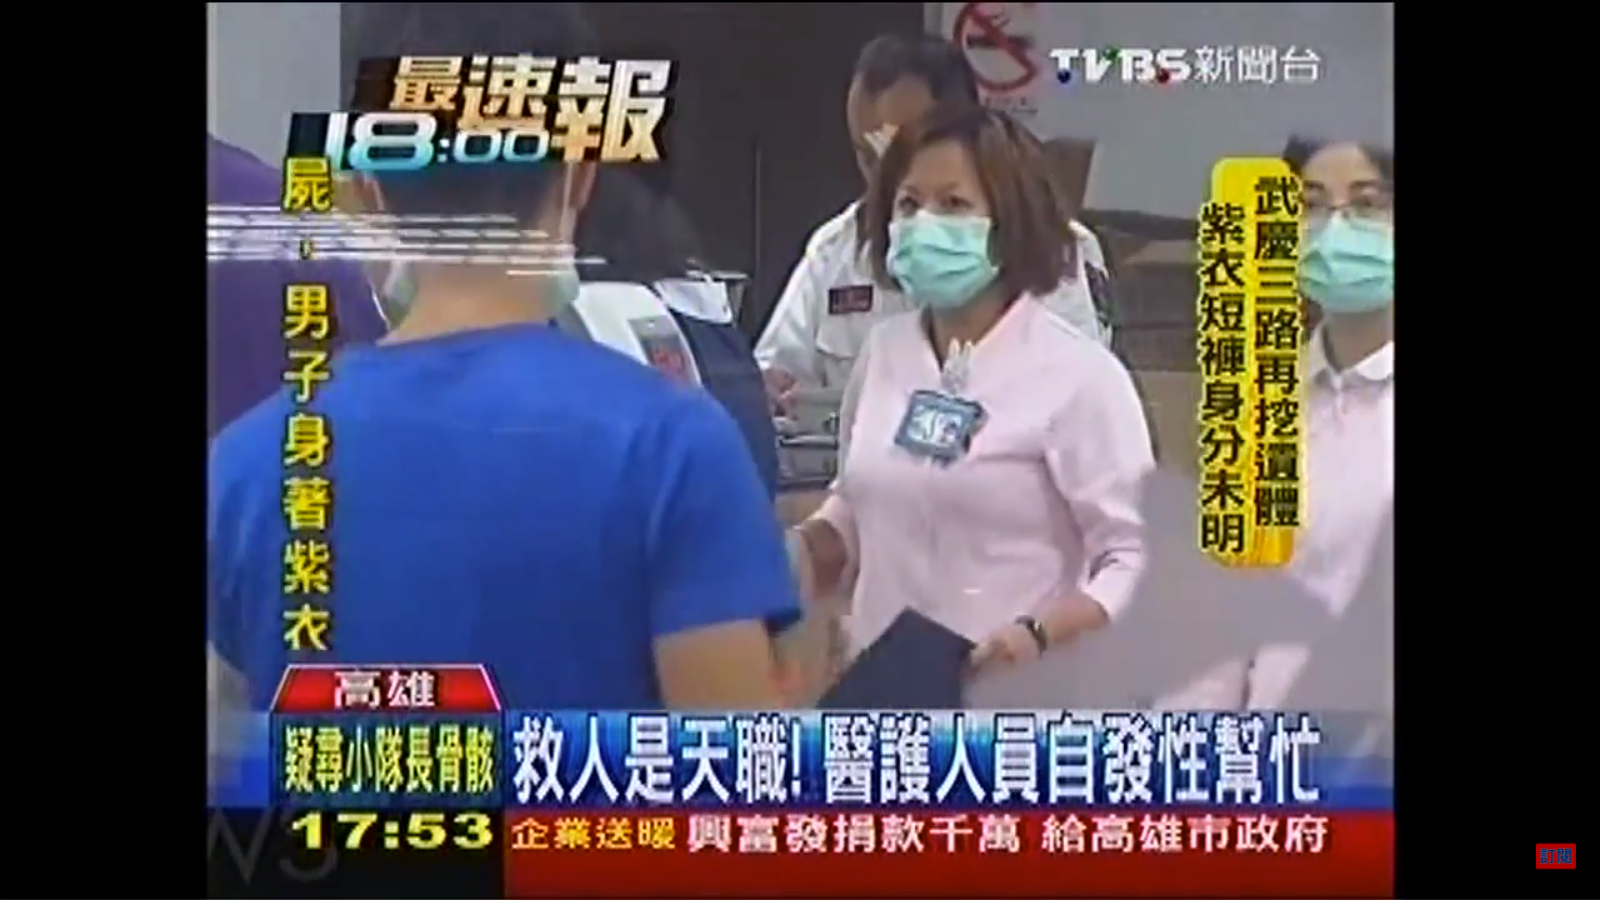 最速報
18:00
TVBS新聞台
武慶三路再挖遺體
紫衣短褲身分未明
屍，男子身著紫衣
高雄
疑尋小隊長骨骸
救人是天職! 醫護人員自發性幫忙
17:53
企業送暖 興富發捐款千萬 給高雄市政府
訂閱